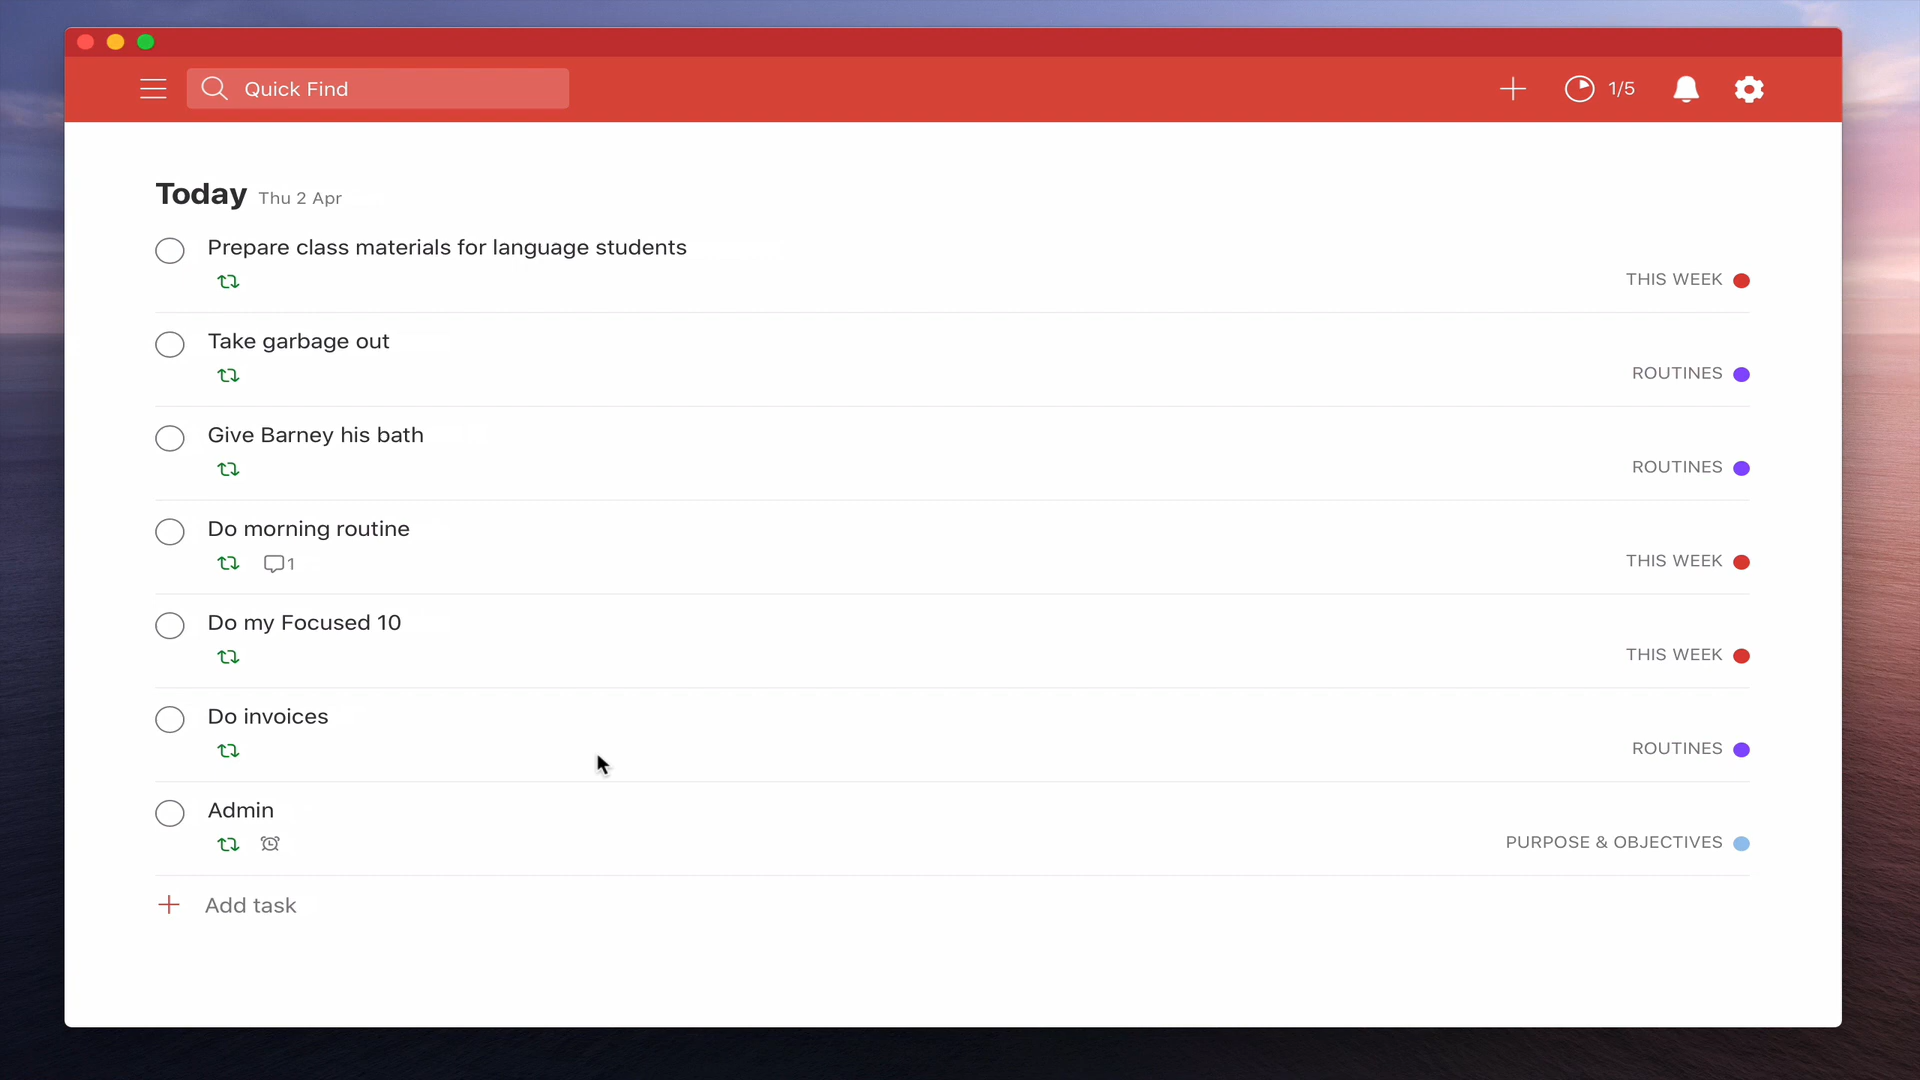 Quick Find
1/5
Today Thu 2 Apr
Prepare class materials for language students
THIS WEEK
Take garbage out
ROUTINES
Give Barney his bath
ROUTINES
Do morning routine
1
THIS WEEK
Do my Focused 10
THIS WEEK
Do invoices
ROUTINES
Admin
PURPOSE & OBJECTIVES
Add task